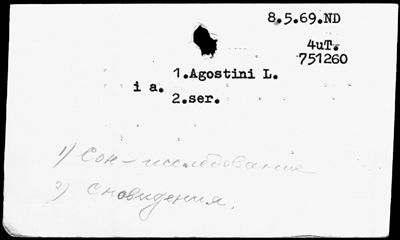 8.5.69.ND
4uT.
751260
1.Agostini L.
i a.
2.ser.
1) Сон-исследование
2) Сновидения.